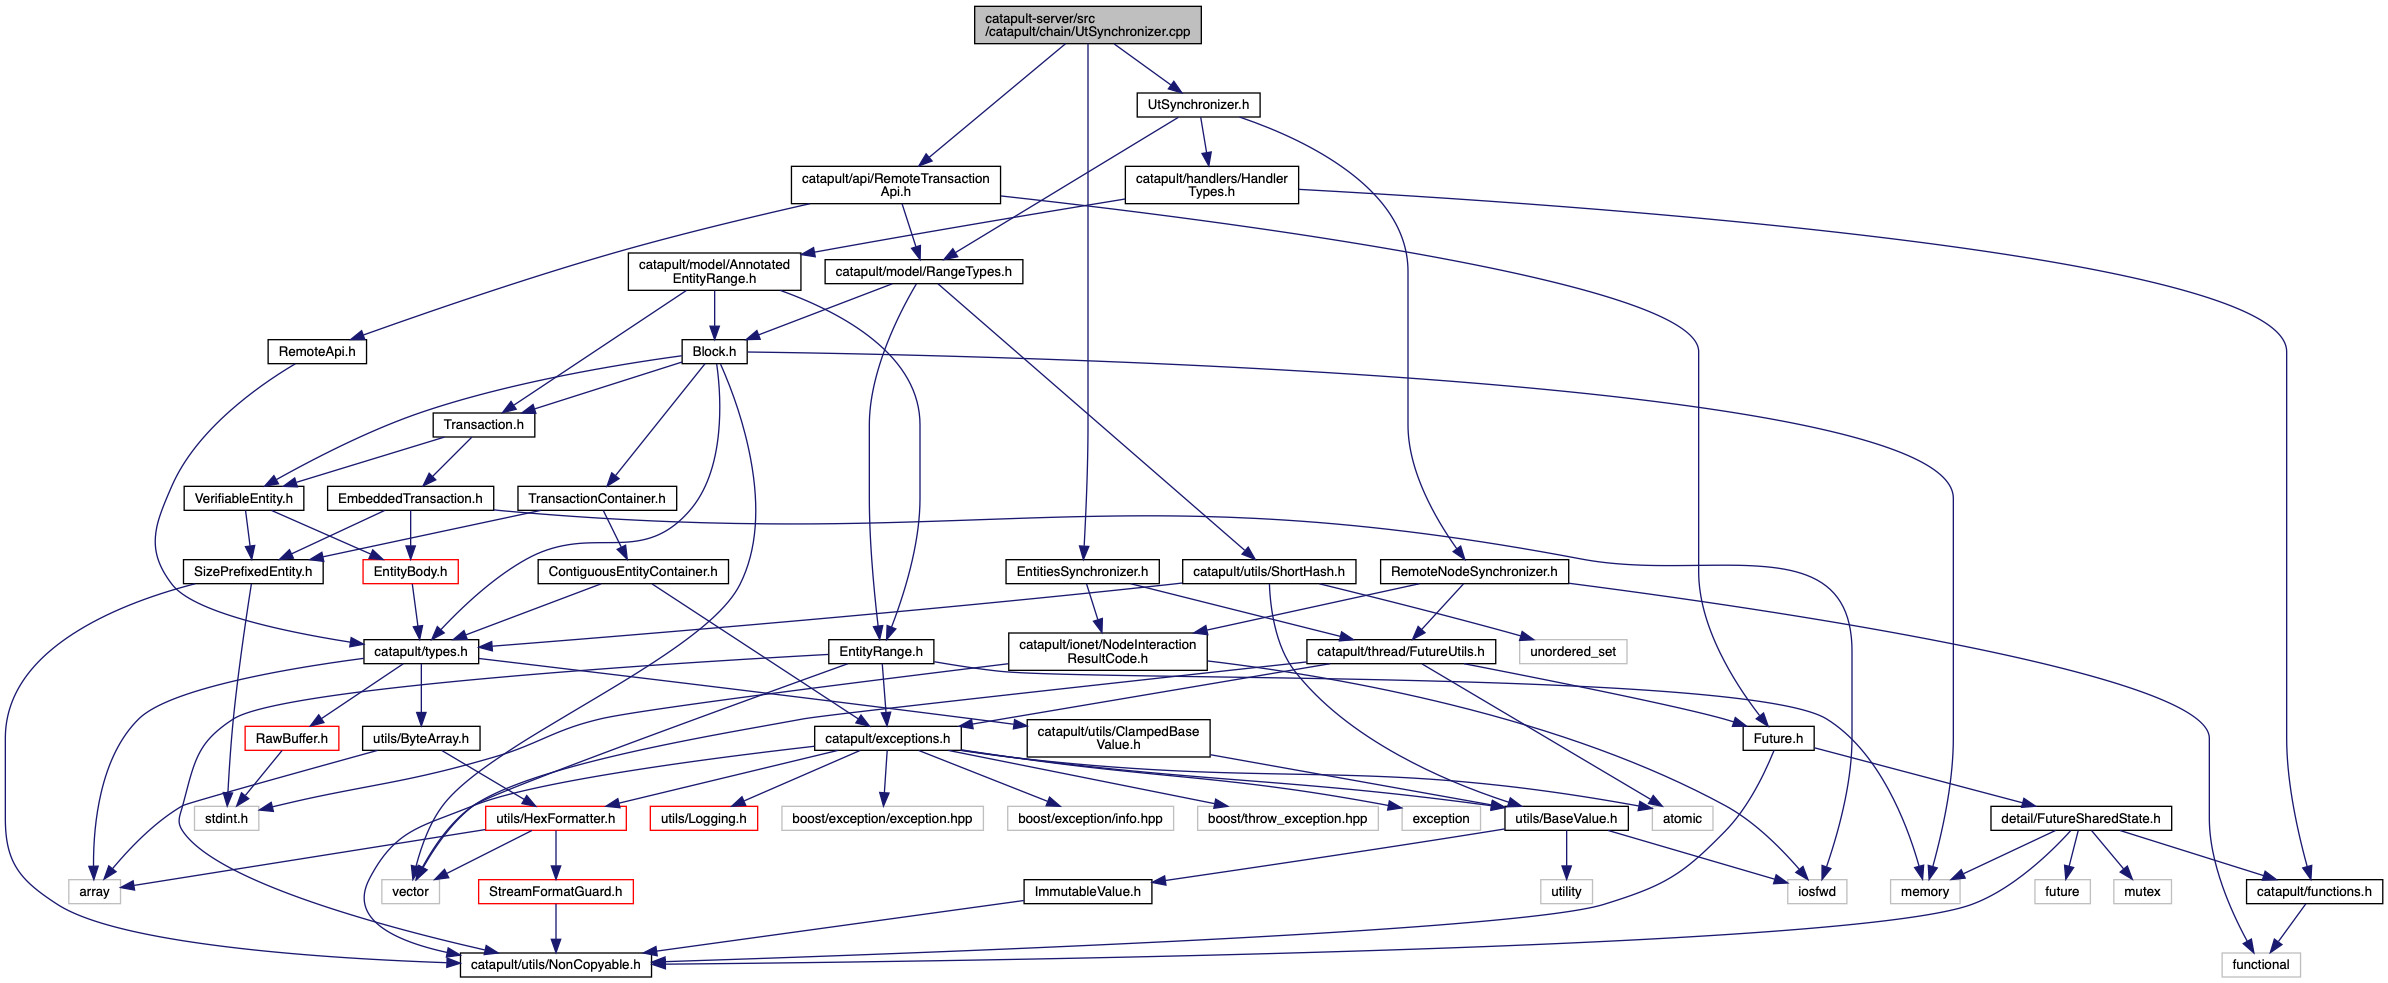 catapult-server/src
/catapult/chain/UtSynchronizer.cpp
UtSynchronizer.h
catapult/api/RemoteTransaction
Api.h
catapult/handlers/Handler
Types.h
catapult/model/Annotated
EntityRange.h
catapult/model/RangeTypes.h
RemoteApi.h
Block.h
Transaction.h
VerifiableEntity.h
EmbeddedTransaction.h
TransactionContainer.h
SizePrefixedEntity.h
EntityBody.h
ContiguousEntityContainer.h
EntitiesSynchronizer.h
catapult/utils/ShortHash.h
RemoteNodeSynchronizer.h
catapult/types.h
EntityRange.h
catapult/ionet/NodeInteraction
ResultCode.h
catapult/thread/FutureUtils.h
unordered_set
RawBuffer.h
utils/ByteArray.h
catapult/exceptions.h
catapult/utils/ClampedBase
Value.h
Future.h
stdint.h
utils/HexFormatter.h
utils/Logging.h
boost/exception/exception.hpp
boost/exception/info.hpp
boost/throw_exception.hpp
exception
utils/BaseValue.h
atomic
detail/FutureSharedState.h
array
vector
StreamFormatGuard.h
ImmutableValue.h
utility
iosfwd
memory
future
mutex
catapult/functions.h
catapult/utils/NonCopyable.h
functional